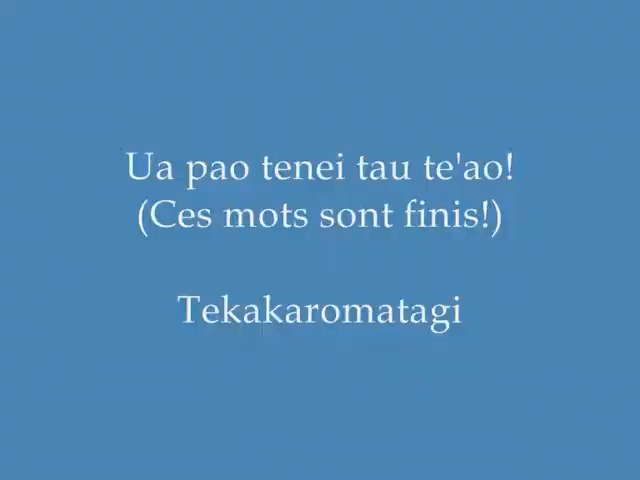 Ua pao tenei tau te'ao!
(Ces mots sont finis!)
Tekakaromatagi